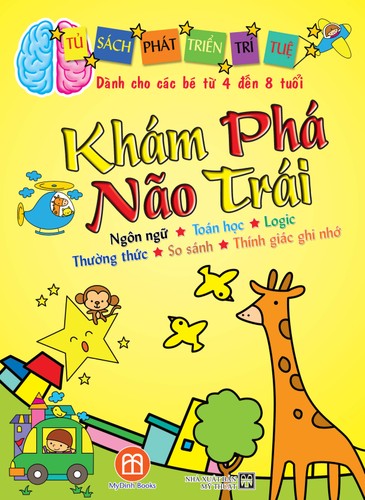 TỦ SÁCH PHÁT TRIỂN TRÍ TUỆ
Dành cho các bé từ 4 đến 8 tuổi
Khám Phá
Não Trái
Ngôn ngữ ★ Toán học ★ Logic
Thường thức ★ So sánh ★ Thính giác ghi nhớ
MyDinh Books
NHÀ XUẤT BẢN
MỸ THUẬT